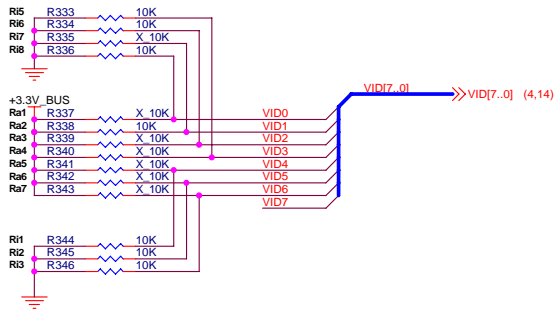 Ri5 R333 10K
Ri6 R334 10K
Ri7 R335 X_10K
Ri8 R336 10K
VID[7..0] VID[7..0] (4,14)
+3.3V_BUS
Ra1 R337 X_10K VID0
Ra2 R338 10K VID1
Ra3 R339 X_10K VID2
Ra4 R340 X_10K VID3
Ra5 R341 X_10K VID4
Ra6 R342 X_10K VID5
Ra7 R343 X_10K VID6
VID7
Ri1 R344 10K
Ri2 R345 10K
Ri3 R346 10K